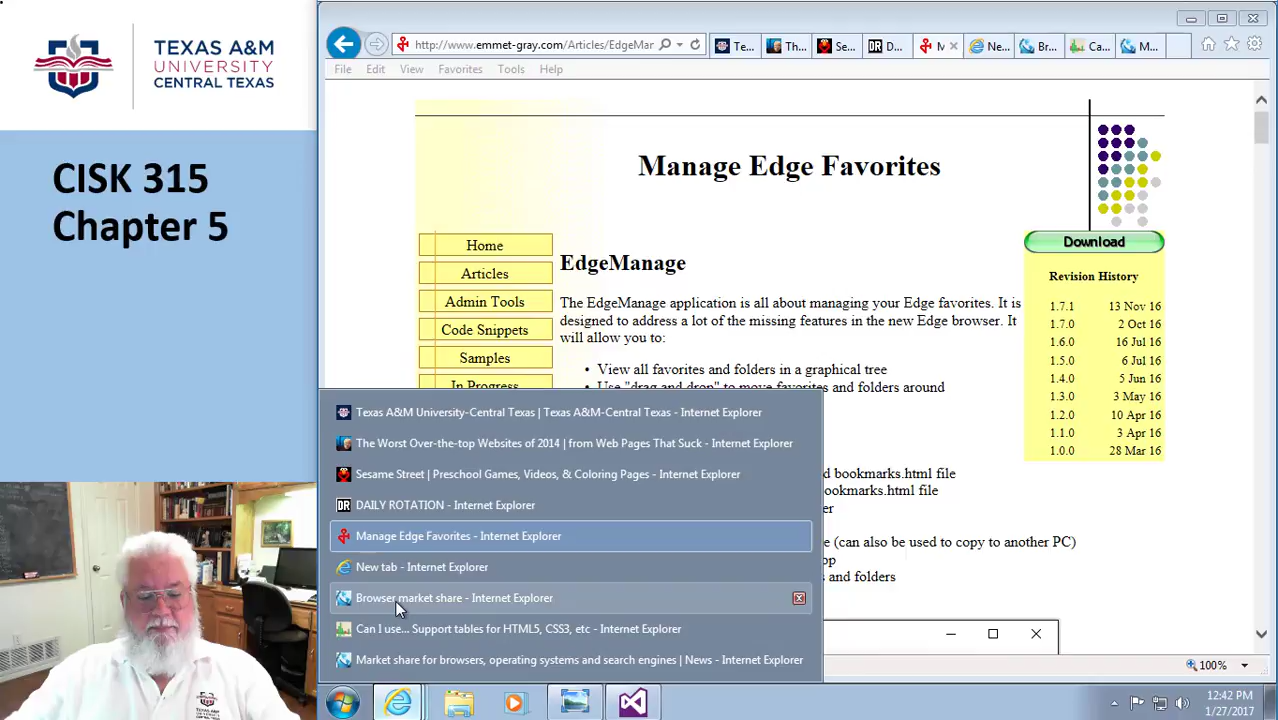 TEXAS A&M
UNIVERSITY
CENTRAL TEXAS
CISK 315
Chapter 5
http://www.emmet-gray.com/Articles/EdgeMar
Te...
Th...
Se...
D...
M
Ne...
Br...
Ca...
M...
File Edit View Favorites Tools Help
Manage Edge Favorites
Home
Articles
Admin Tools
Code Snippets
Samples
In Progress
EdgeManage
The EdgeManage application is all about managing your Edge favorites. It is
designed to address a lot of the missing features in the new Edge browser. It
will allow you to:
• View all favorites and folders in a graphical tree
• Use "drag and drop" to move favorites and folders around
d bookmarks.html file
bookmarks.html file
er
e (can also be used to copy to another PC)
op
s and folders
Download
Revision History
1.7.1 13 Nov 16
1.7.0 2 Oct 16
1.6.0 16 Jul 16
1.5.0 6 Jul 16
1.4.0 5 Jun 16
1.3.0 3 May 16
1.2.0 10 Apr 16
1.1.0 3 Apr 16
1.0.0 28 Mar 16
Texas A&M University-Central Texas | Texas A&M-Central Texas - Internet Explorer
The Worst Over-the-top Websites of 2014 | from Web Pages That Suck - Internet Explorer
Sesame Street | Preschool Games, Videos, & Coloring Pages - Internet Explorer
DR DAILY ROTATION - Internet Explorer
Manage Edge Favorites - Internet Explorer
New tab - Internet Explorer
Browser market share - Internet Explorer
Can I use... Support tables for HTML5, CSS3, etc - Internet Explorer
Market share for browsers, operating systems and search engines | News - Internet Explorer
100%
12:42 PM
1/27/2017